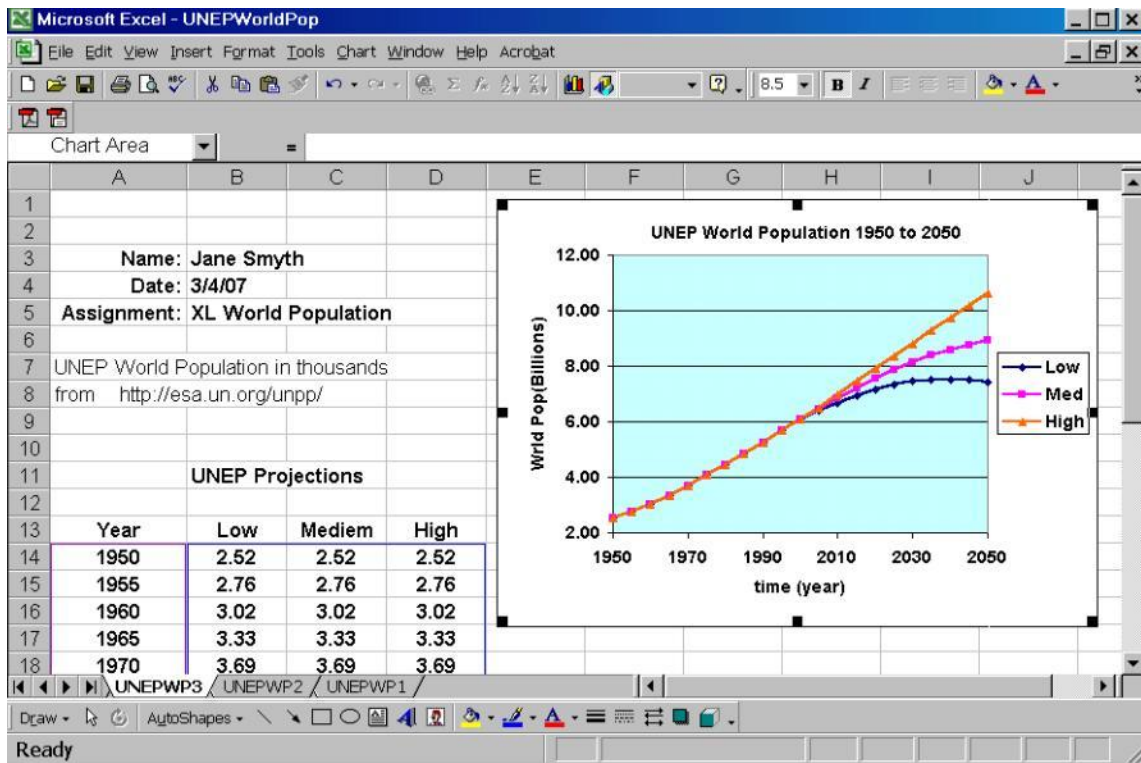 Microsoft Excel - UNEPWorldPop
File Edit View Insert Format Tools Chart Window Help Acrobat
8.5 B I
Chart Area =
A B C D E F G H I J
1
2
3 Name: Jane Smyth
4 Date: 3/4/07
5 Assignment: XL World Population
6
7 UNEP World Population in thousands
8 from http://esa.un.org/unpp/
9
10
11 UNEP Projections
12
13 Year Low Mediem High
14 1950 2.52 2.52 2.52
15 1955 2.76 2.76 2.76
16 1960 3.02 3.02 3.02
17 1965 3.33 3.33 3.33
18 1970 3.69 3.69 3.69
UNEP World Population 1950 to 2050
Wrld Pop(Billions)
12.00
10.00
8.00
6.00
4.00
2.00
1950 1970 1990 2010 2030 2050
time (year)
Low
Med
High
UNEPWP3 UNEPWP2 UNEPWP1
Draw AutoShapes
Ready